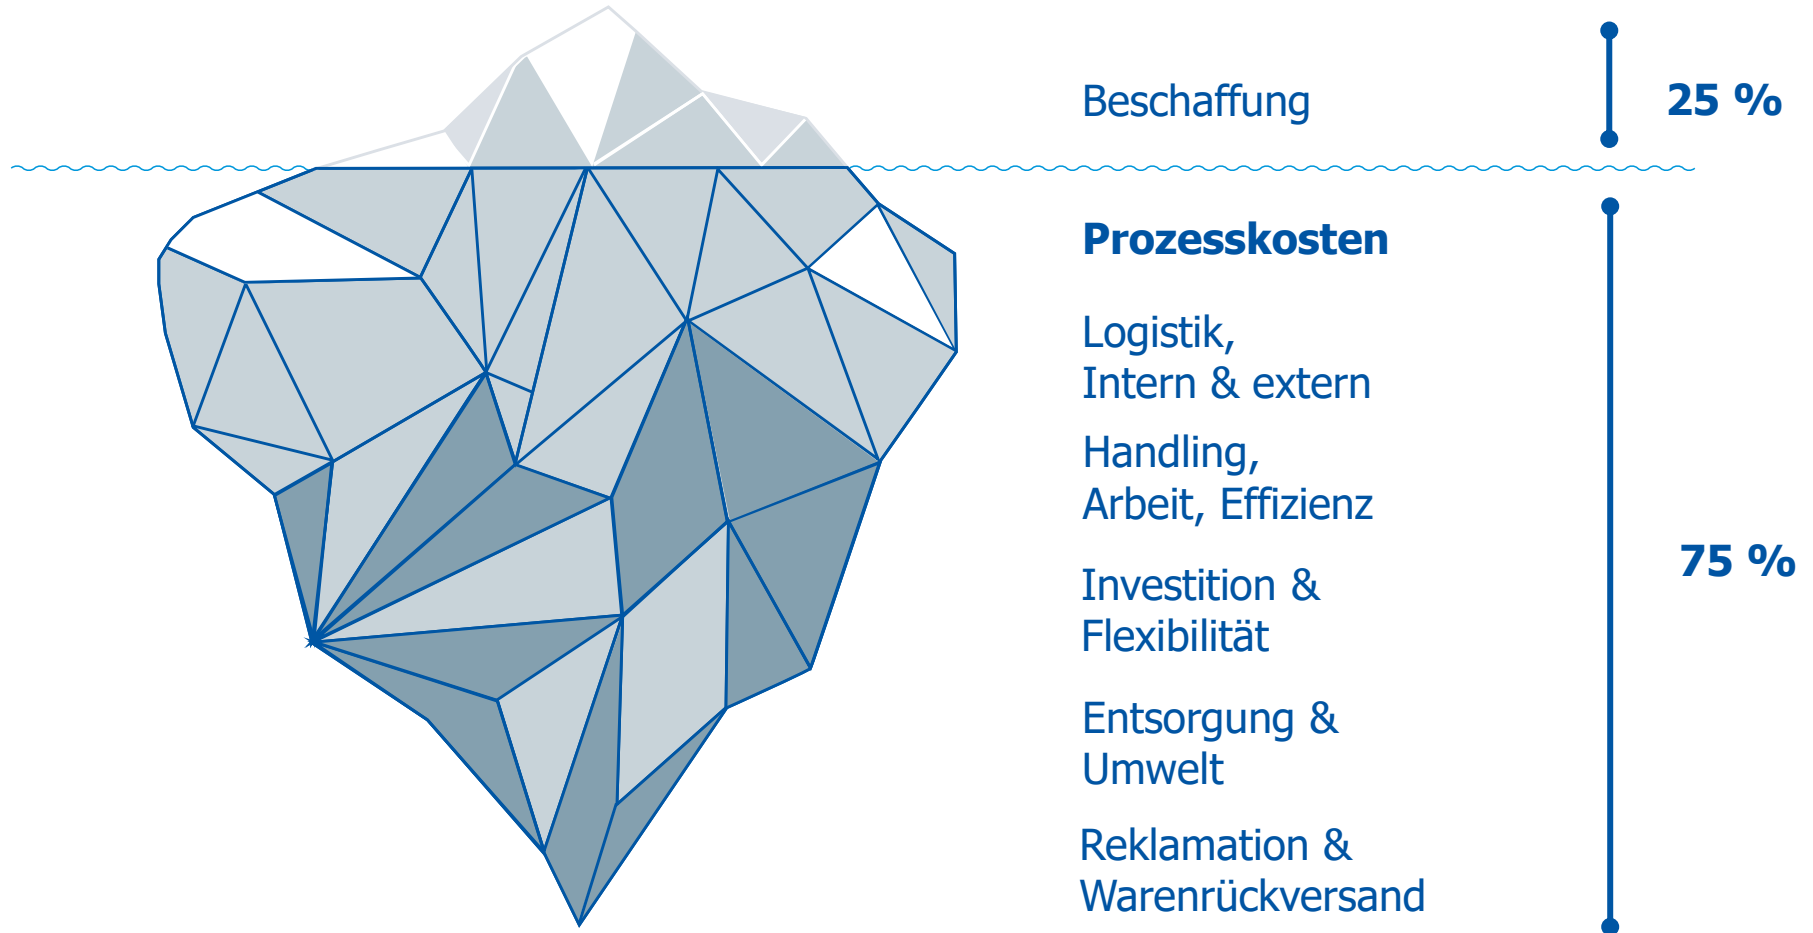 Beschaffung
25 %
Prozesskosten
Logistik,
Intern & extern
Handling,
Arbeit, Effizienz
75 %
Investition &
Flexibilität
Entsorgung &
Umwelt
Reklamation &
Warenrückversand